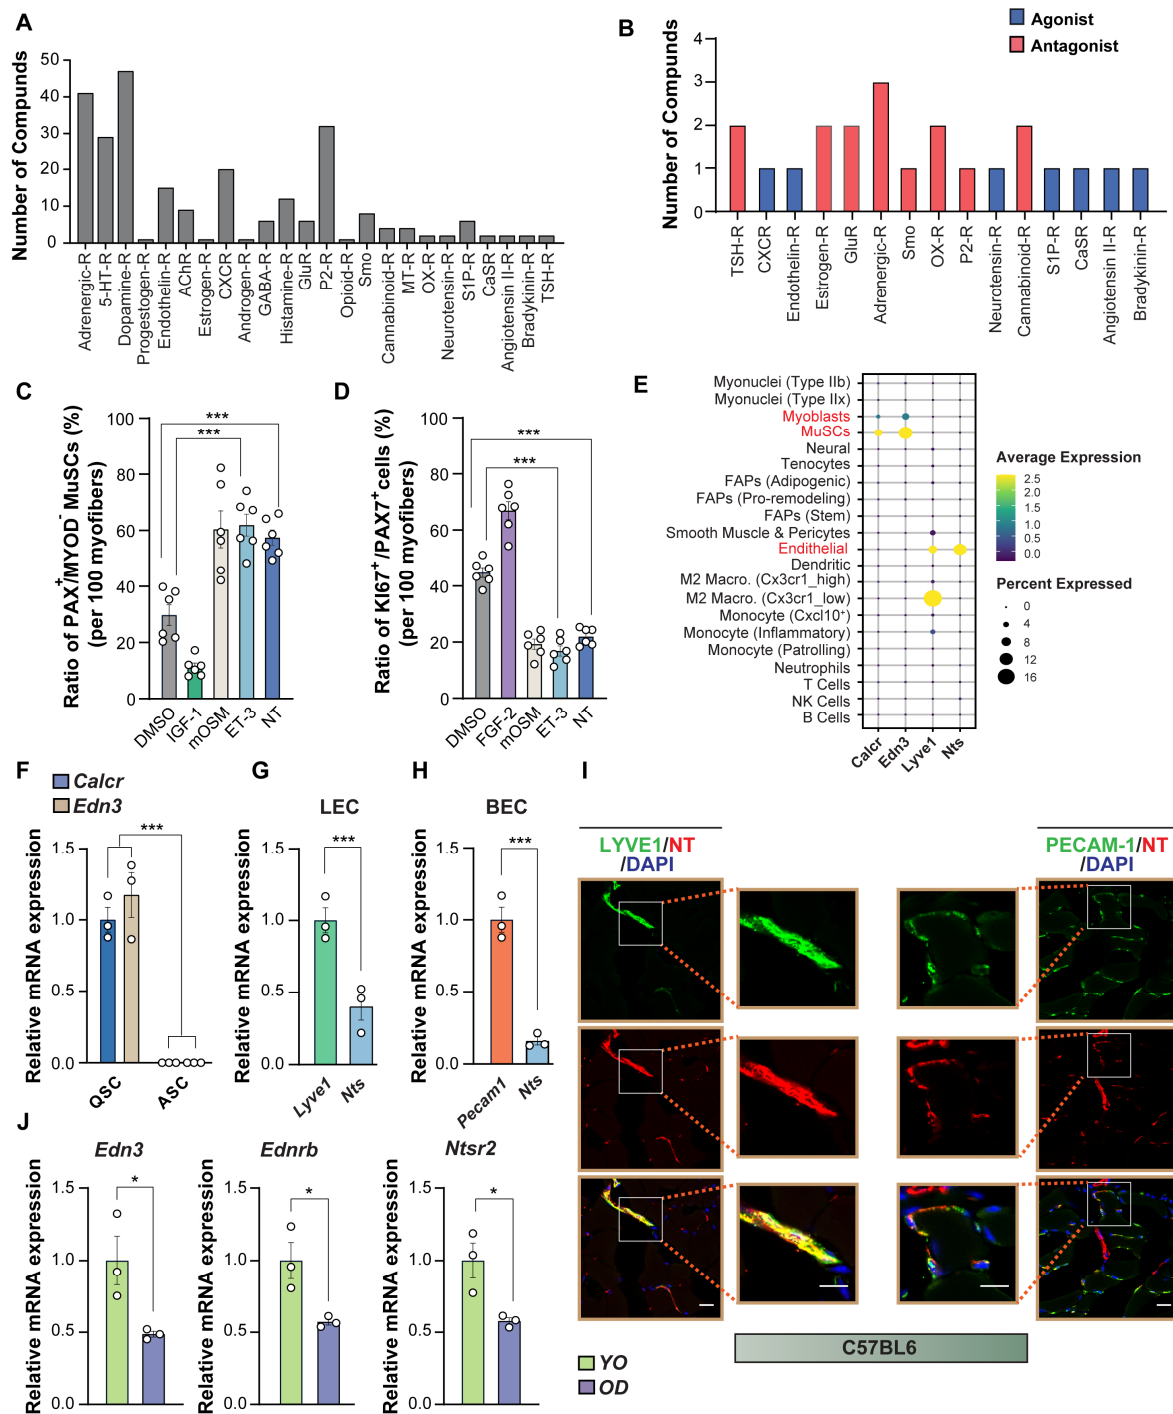 A
Number of Compunds
50
40
30
20
10
0
Adrenergic-R
5-HT-R
Dopamine-R
Progestogen-R
Endothelin-R
AChR
Estrogen-R
CXCR
Androgen-R
GABA-R
Histamine-R
GluR
P2-R
Opioid-R
Smo
Cannabinoid-R
MT-R
OX-R
Neurotensin-R
S1P-R
CaSR
Angiotensin II-R
Bradykinin-R
TSH-R
B
Agonist
Antagonist
Number of Compunds
4
3
2
1
0
TSH-R
CXCR
Endothelin-R
Estrogen-R
GluR
Adrenergic-R
Smo
OX-R
P2-R
Neurotensin-R
Cannabinoid-R
S1P-R
CaSR
Angiotensin II-R
Bradykinin-R
C
Ratio of PAX+/MYOD- MuSCs (%)
(per 100 myofibers)
100
80
60
40
20
0
***
***
DMSO
IGF-1
mOSM
ET-3
NT
D
Ratio of KI67+/PAX7+cells (%)
(per 100 myofibers)
100
80
60
40
20
0
***
***
DMSO
FGF-2
mOSM
ET-3
NT
E
Myonuclei (Type IIb)
Myonuclei (Type IIx)
Myoblasts
MuSCs
Neural
Tenocytes
FAPs (Adipogenic)
FAPs (Pro-remodeling)
FAPs (Stem)
Smooth Muscle & Pericytes
Endithelial
Dendritic
M2 Macro. (Cx3cr1_high)
M2 Macro. (Cx3cr1_low)
Monocyte (Cxcl10+)
Monocyte (Inflammatory)
Monocyte (Patrolling)
Neutrophils
T Cells
NK Cells
B Cells
Calcr
Edn3
Lyve1
Nts
Average Expression
2.5
2.0
1.5
1.0
0.5
0.0
Percent Expressed
0
4
8
12
16
F
Calcr
Edn3
Relative mRNA expression
1.5
1.0
0.5
0.0
***
QSC
ASC
G
LEC
Relative mRNA expression
1.5
1.0
0.5
0.0
***
Lyve1
Nts
H
BEC
Relative mRNA expression
1.5
1.0
0.5
0.0
***
Pecam1
Nts
I
LYVE1/NT
/DAPI
PECAM-1/NT
/DAPI
C57BL6
J
Edn3
Relative mRNA expression
1.5
1.0
0.5
0.0
*
Ednrb
Relative mRNA expression
1.5
1.0
0.5
0.0
*
Ntsr2
Relative mRNA expression
1.5
1.0
0.5
0.0
*
YO
OD